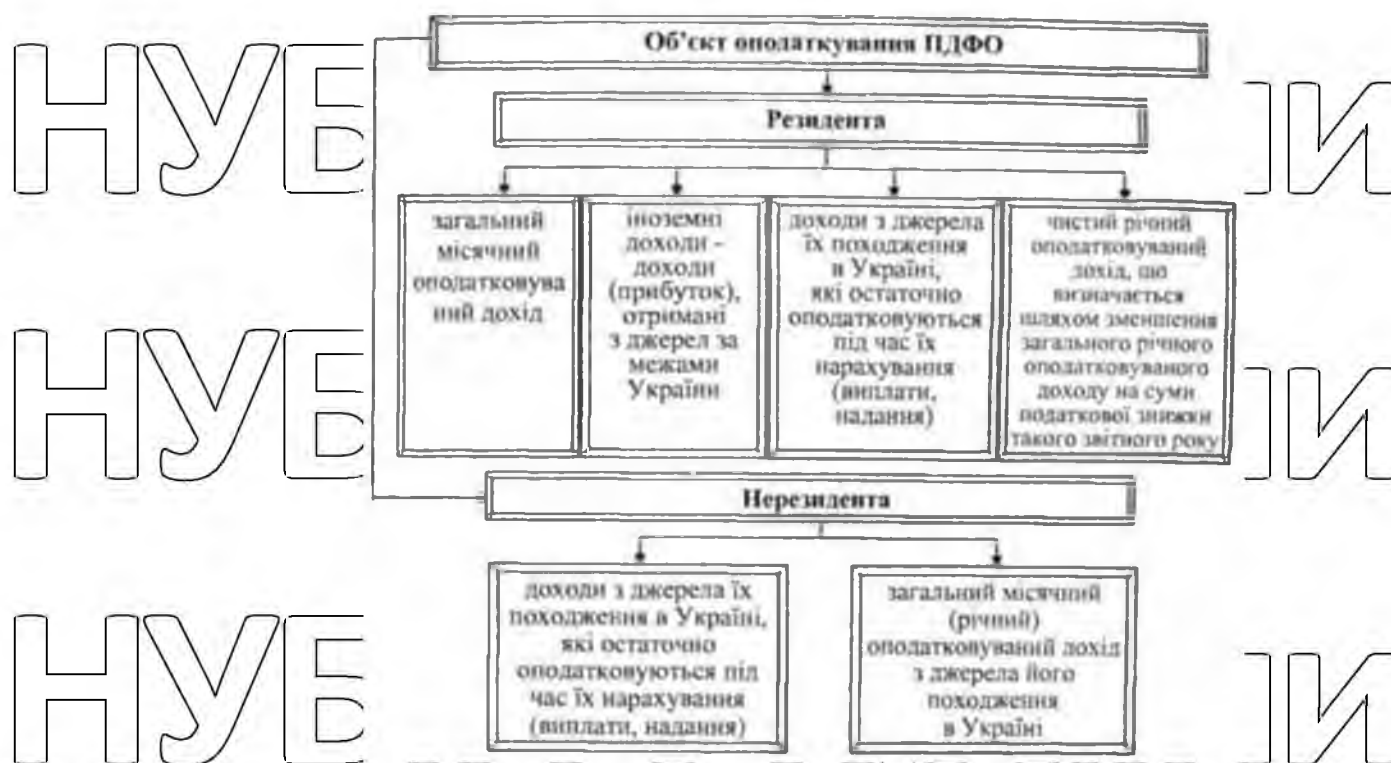 Об'єкт оподаткування ПДФО
Резидента
загальний
місячний
оподатковува
ний дохід
іноземні
доходи -
доходи
(прибуток),
отримані
з джерел за
межами
України
доходи з джерела
їх походження
в Україні,
які остаточно
оподатковуються
під час їх
нарахування
(виплати,
надання)
чистий річний
оподатковуваний
дохід, що
визначається
шляхом зменшення
загального річного
оподатковуваного
доходу на суми
податкової знижки
такого звітного року
Нерезидента
доходи з джерела їх
походження в Україні,
які остаточно
оподатковуються під
час їх нарахування
(виплати, надання)
загальний місячний
(річний)
оподатковуваний дохід
з джерела його
походження
в Україні
НУБ
И
НУБ
И
НУБ
И